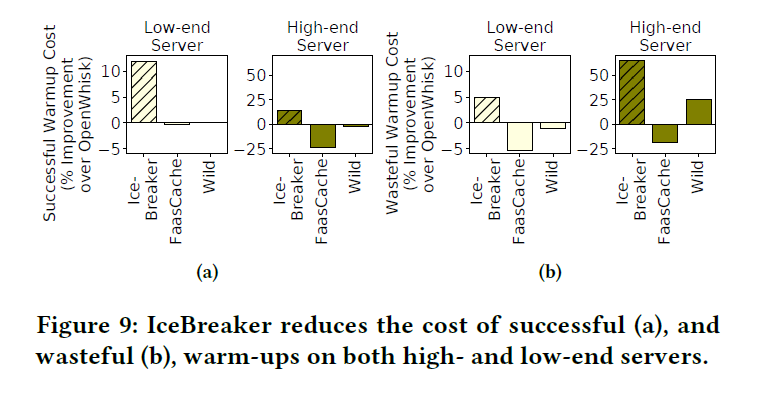 Successful Warmup Cost
(% Improvement
over OpenWhisk)
Low-end
Server
10
5
0
−5
Ice-
Breaker
FaasCache
Wild
High-end
Server
50
25
0
−25
Ice-
Breaker
FaasCache
Wild
(a)
Wasteful Warmup Cost
(% Improvement
over OpenWhisk)
Low-end
Server
10
5
0
−5
Ice-
Breaker
FaasCache
Wild
High-end
Server
50
25
0
−25
Ice-
Breaker
FaasCache
Wild
(b)
Figure 9: IceBreaker reduces the cost of successful (a), and
wasteful (b), warm-ups on both high- and low-end servers.